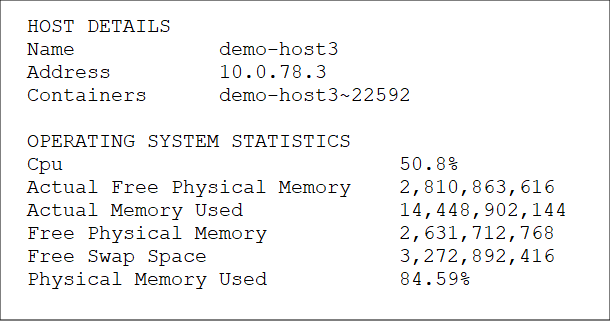 HOST DETAILS
Name demo-host3
Address 10.0.78.3
Containers demo-host3~22592
OPERATING SYSTEM STATISTICS
Cpu 50.8%
Actual Free Physical Memory 2,810,863,616
Actual Memory Used 14,448,902,144
Free Physical Memory 2,631,712,768
Free Swap Space 3,272,892,416
Physical Memory Used 84.59%